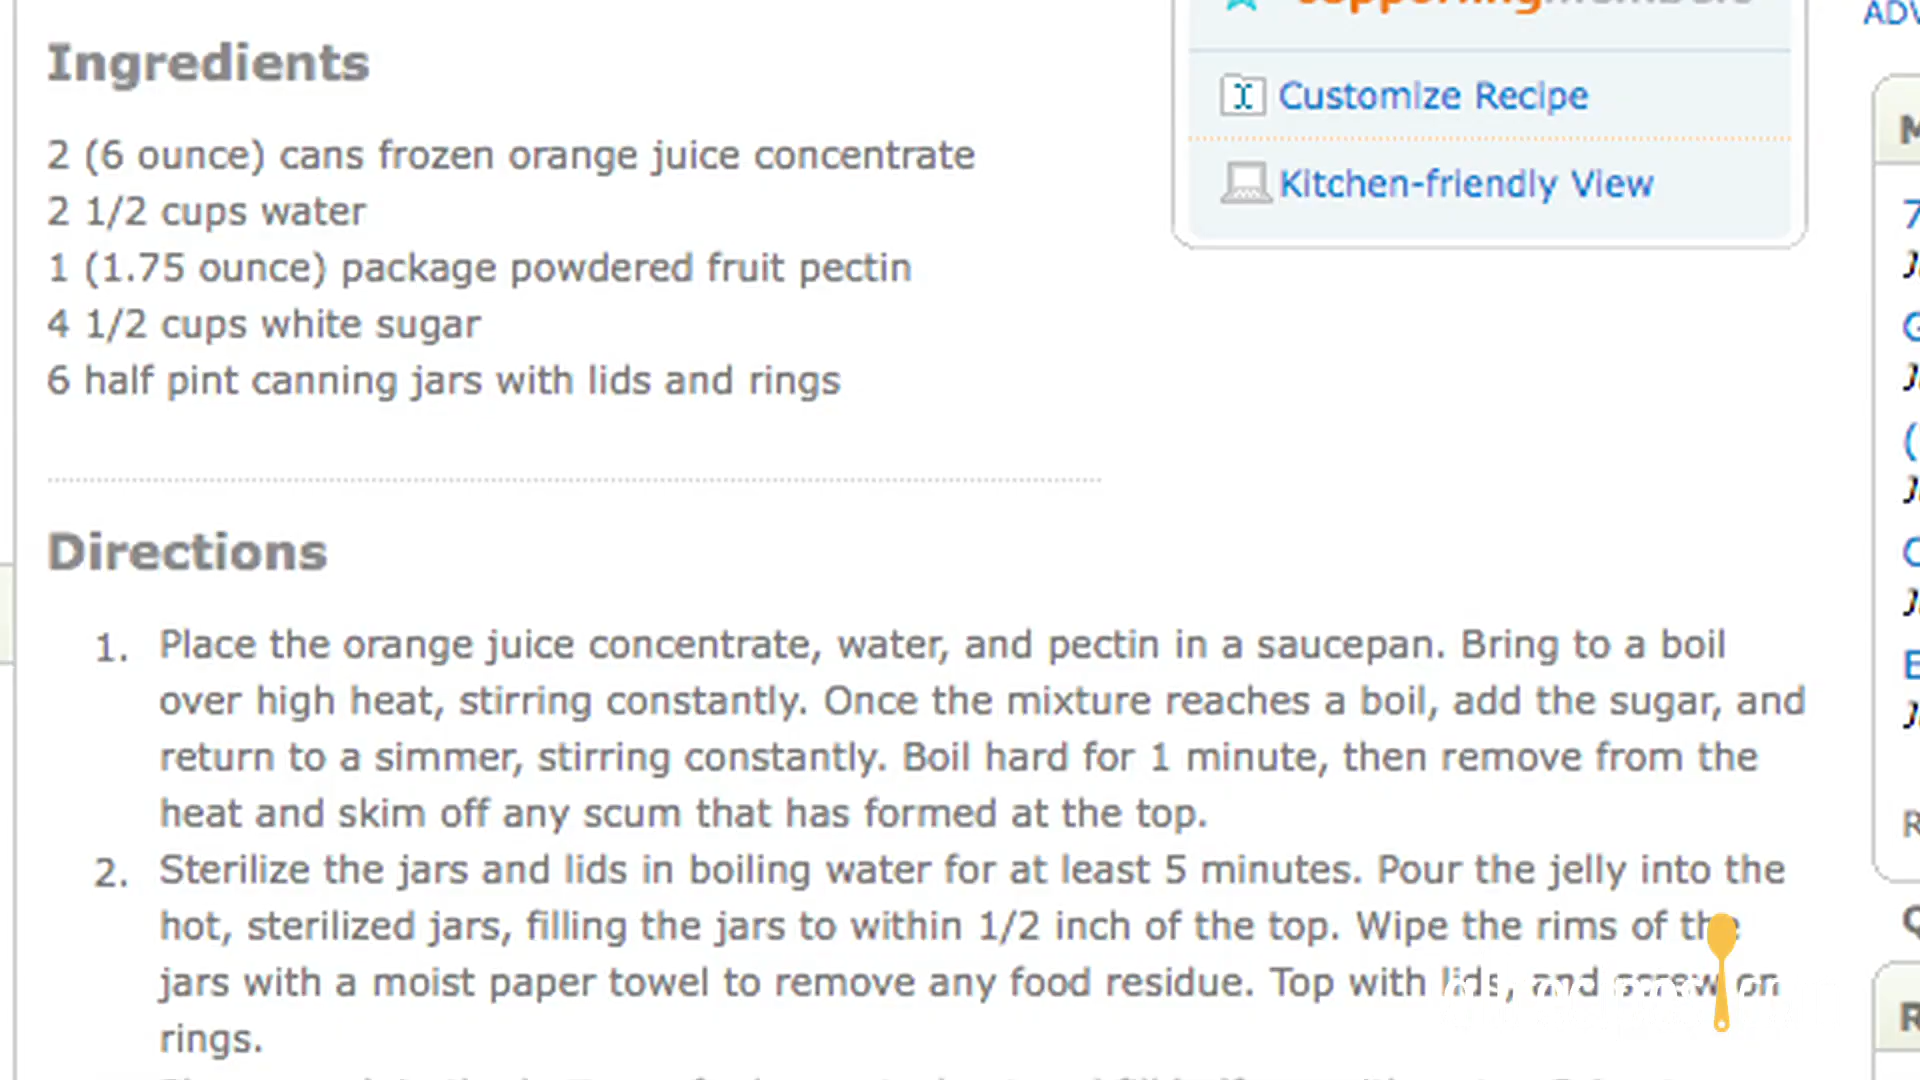 Ingredients
2 (6 ounce) cans frozen orange juice concentrate
2 1/2 cups water
1 (1.75 ounce) package powdered fruit pectin
4 1/2 cups white sugar
6 half pint canning jars with lids and rings
Customize Recipe
Kitchen-friendly View
Directions
1. Place the orange juice concentrate, water, and pectin in a saucepan. Bring to a boil
over high heat, stirring constantly. Once the mixture reaches a boil, add the sugar, and
return to a simmer, stirring constantly. Boil hard for 1 minute, then remove from the
heat and skim off any scum that has formed at the top.
2. Sterilize the jars and lids in boiling water for at least 5 minutes. Pour the jelly into the
hot, sterilized jars, filling the jars to within 1/2 inch of the top. Wipe the rims of the
jars with a moist paper towel to remove any food residue. Top with lids, and screw on
rings.